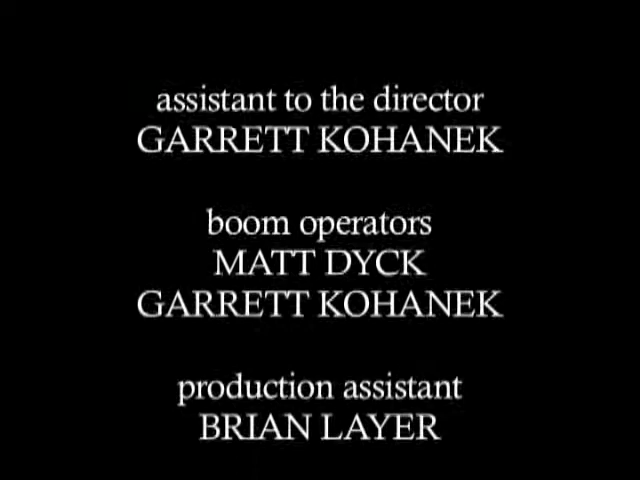 assistant to the director
GARRETT KOHANEK
boom operators
MATT DYCK
GARRETT KOHANEK
production assistant
BRIAN LAYER